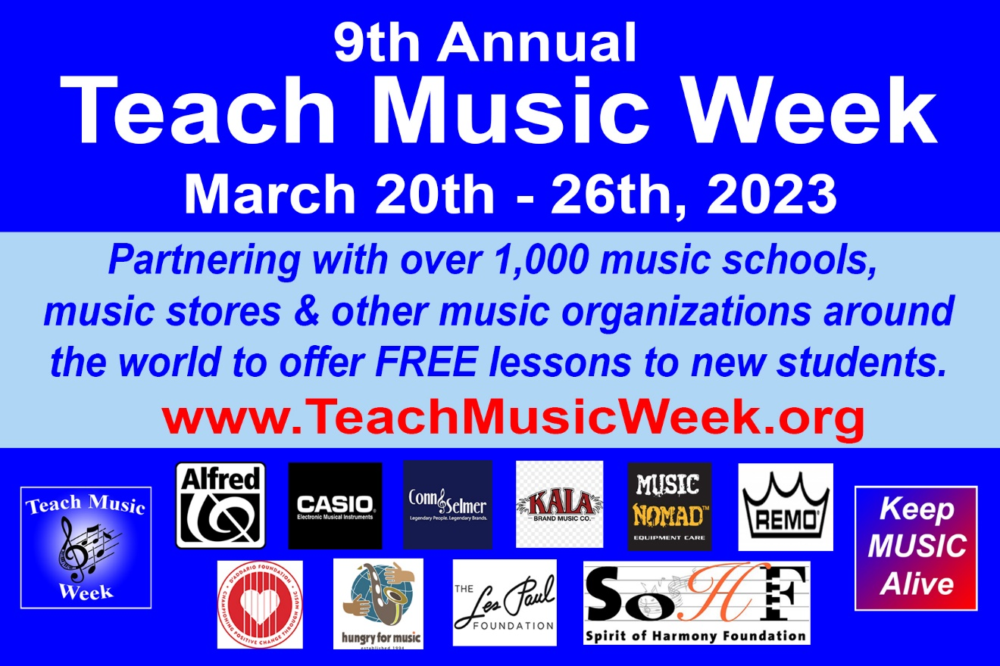 9th Annual
Teach Music Week
March 20th - 26th, 2023
Partnering with over 1,000 music schools,
music stores & other music organizations around
the world to offer FREE lessons to new students.
www.TeachMusicWeek.org
Teach Music
Week
Alfred
CASIO
Electronic Musical Instruments
Conn Selmer
Legendary People. Legendary Brands.
KALA
BRAND MUSIC CO.
MUSIC
NOMAD™
EQUIPMENT CARE
REMO®
Keep
MUSIC
Alive
D'ADDARIO FOUNDATION
CHAMPIONING POSITIVE CHANGE THROUGH MUSIC
hungry for music
established 1994
THE
Les Paul
FOUNDATION
SoHF
Spirit of Harmony Foundation